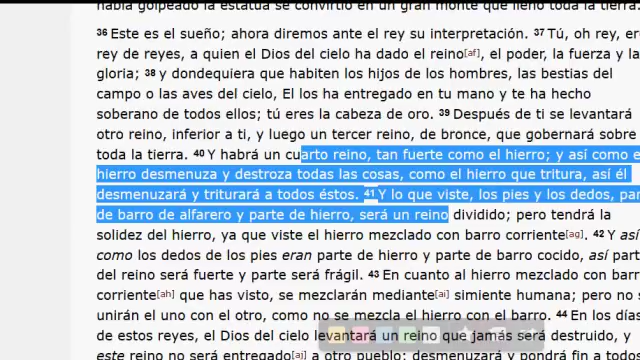 había golpeado la estatua se convirtió en un gran monte que llenó toda la tierra.
36 Este es el sueño; ahora diremos ante el rey su interpretación. 37 Tú, oh rey, ere
rey de reyes, a quien el Dios del cielo ha dado el reino[af], el poder, la fuerza y la
gloria; 38 y dondequiera que habiten los hijos de los hombres, las bestias del
campo o las aves del cielo, El los ha entregado en tu mano y te ha hecho
soberano de todos ellos; tú eres la cabeza de oro. 39 Después de ti se levantará
otro reino, inferior a ti, y luego un tercer reino, de bronce, que gobernará sobre
toda la tierra. 40 Y habrá un cuarto reino, tan fuerte como el hierro; y así como e
hierro desmenuza y destroza todas las cosas, como el hierro que tritura, así él
desmenuzará y triturará a todos éstos. 41 Y lo que viste, los pies y los dedos, par
de barro de alfarero y parte de hierro, será un reino dividido; pero tendrá la
solidez del hierro, ya que viste el hierro mezclado con barro corriente[ag]. 42 Y así
como los dedos de los pies eran parte de hierro y parte de barro cocido, así part
del reino será fuerte y parte será frágil. 43 En cuanto al hierro mezclado con barr
corriente[ah] que has visto, se mezclarán mediante[ai] simiente humana; pero no s
unirán el uno con el otro, como no se mezcla el hierro con el barro. 44 En los días
de estos reyes, el Dios del cielo levantará un reino que jamás será destruido, y
este reino no será entregado[aj] a otro pueblo; desmenuzará y pondrá fin a todo